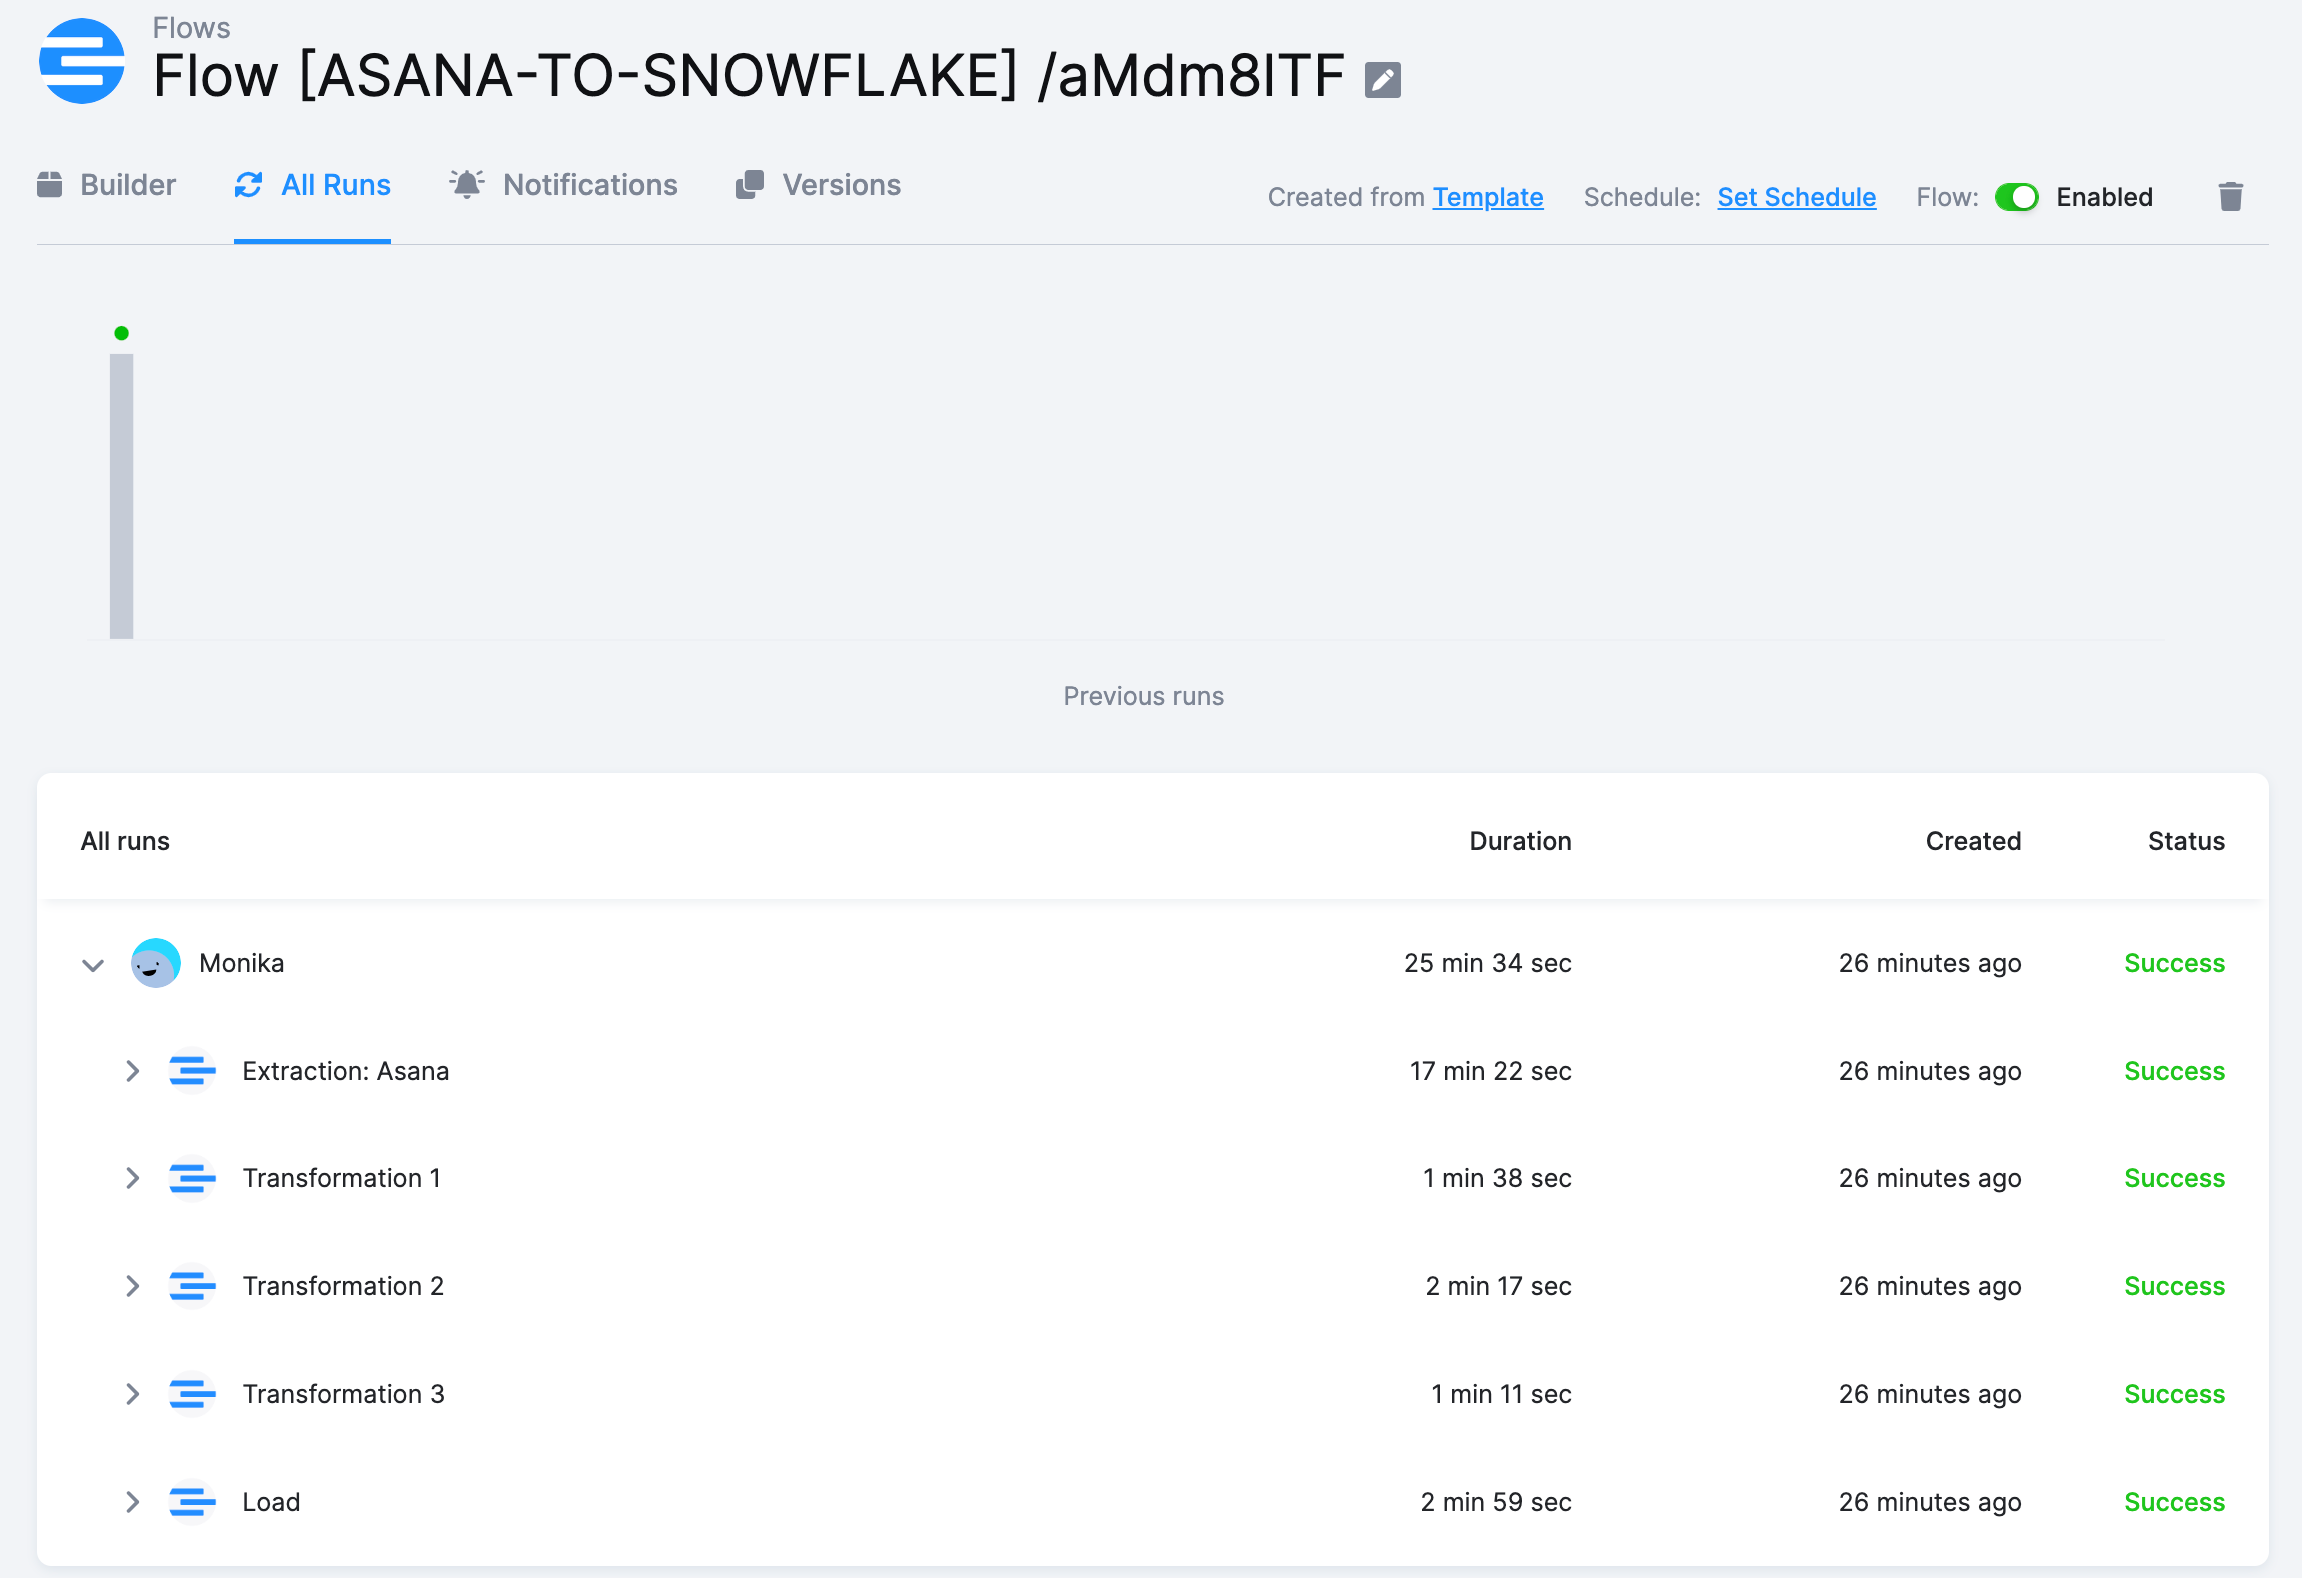 Flows
Flow [ASANA-TO-SNOWFLAKE] /aMdm8lTF
Builder All Runs Notifications Versions Created from Template Schedule: Set Schedule Flow: Enabled
Previous runs
All runs Duration Created Status
Monika 25 min 34 sec 26 minutes ago Success
Extraction: Asana 17 min 22 sec 26 minutes ago Success
Transformation 1 1 min 38 sec 26 minutes ago Success
Transformation 2 2 min 17 sec 26 minutes ago Success
Transformation 3 1 min 11 sec 26 minutes ago Success
Load 2 min 59 sec 26 minutes ago Success